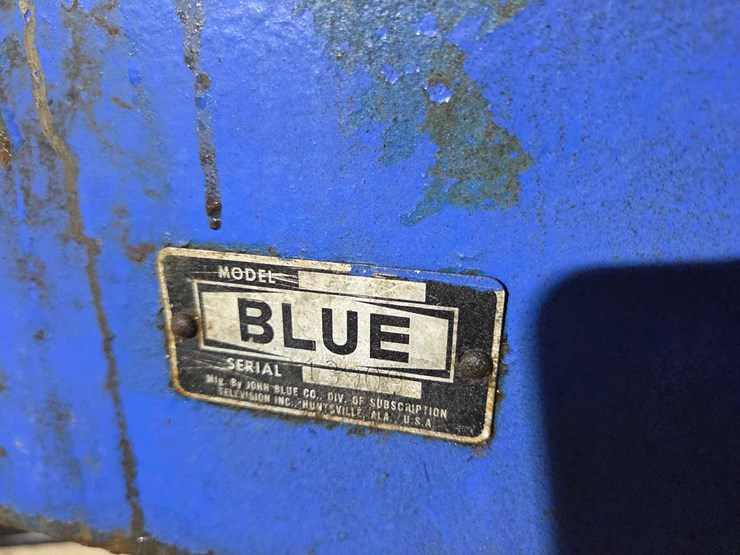 MODEL
BLUE
SERIAL
Mfg. By JOHN BLUE CO., DIV. OF SUBSCRIPTION
TELEVISION INC., HUNTSVILLE, ALA., U.S.A